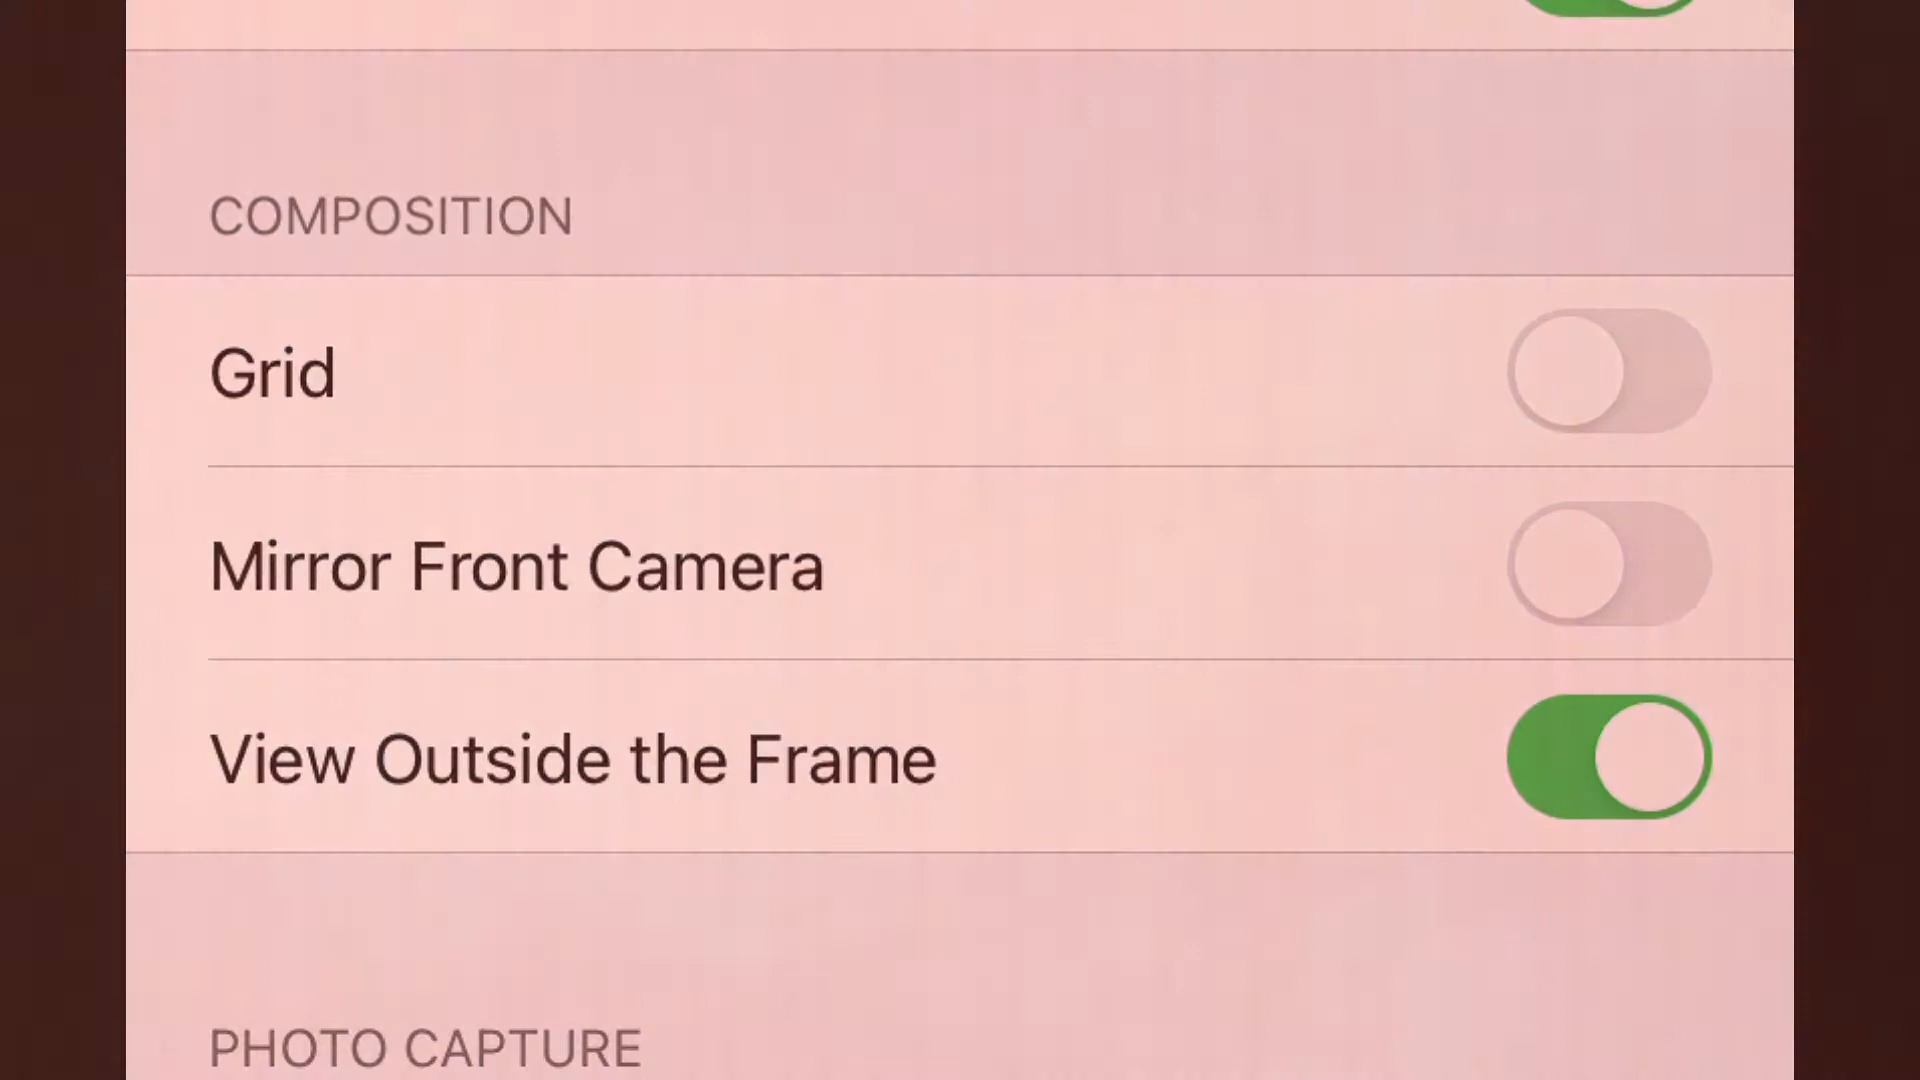 COMPOSITION
Grid
Mirror Front Camera
View Outside the Frame
PHOTO CAPTURE